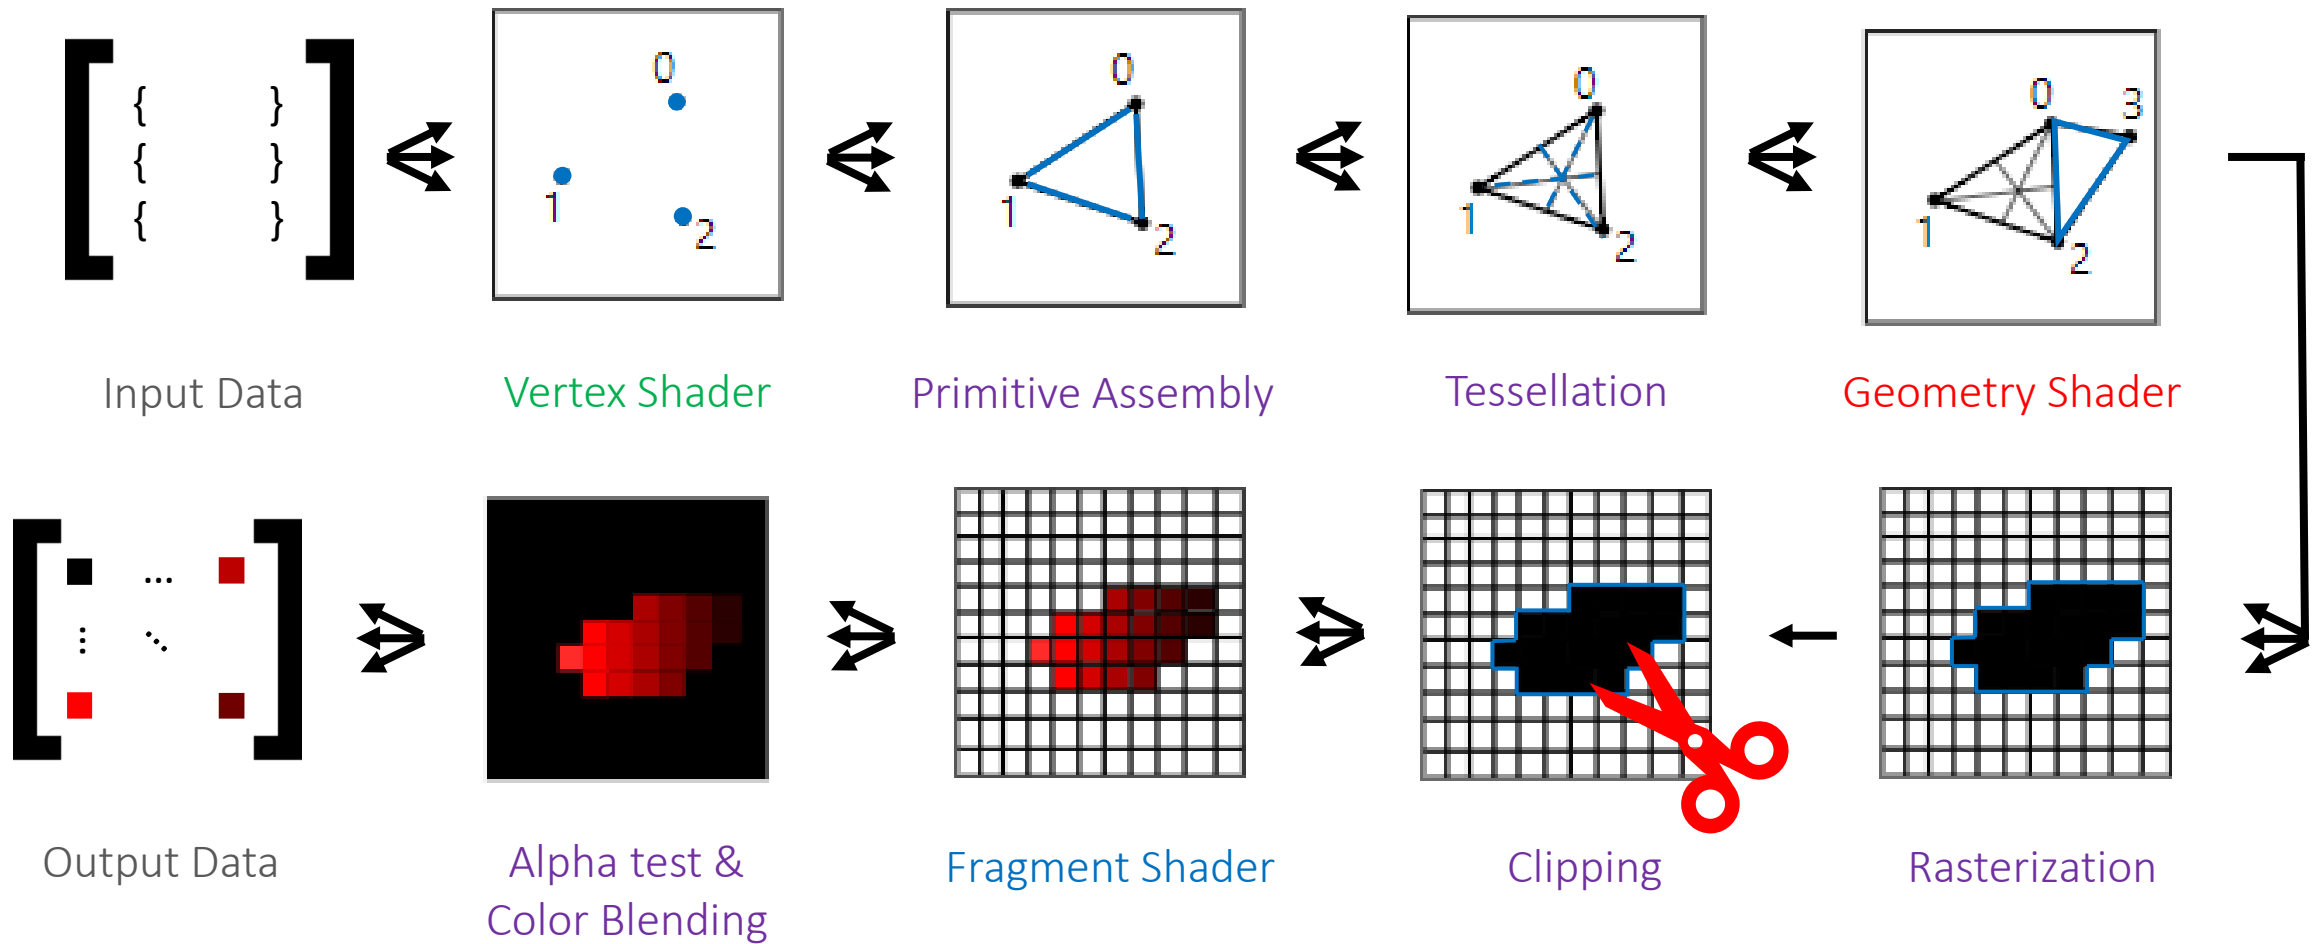 { }
{ }
{ }
0
1
2
0
1
2
0
1
2
0
3
1
2
Input Data
Vertex Shader
Primitive Assembly
Tessellation
Geometry Shader
...
Output Data
Alpha test &
Color Blending
Fragment Shader
Clipping
Rasterization